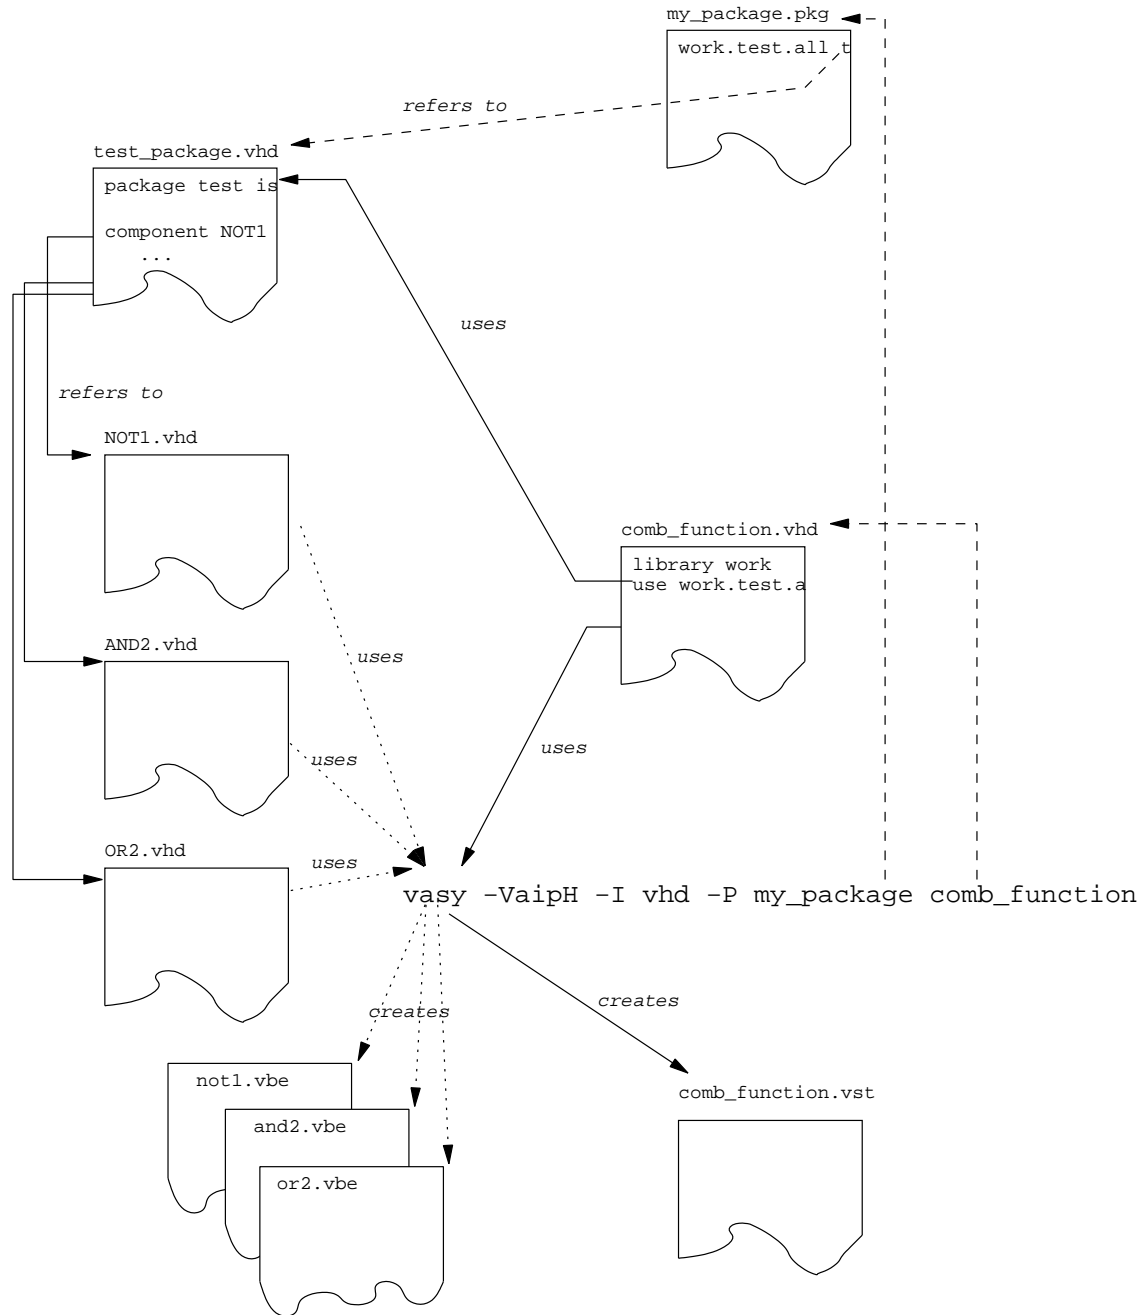 my_package.pkg
work.test.all t
refers to
test_package.vhd
package test is
component NOT1
...
uses
refers to
NOT1.vhd
comb_function.vhd
library work
use work.test.a
AND2.vhd
uses
uses
uses
OR2.vhd
uses
vasy –VaipH –I vhd –P my_package comb_function
creates
creates
not1.vbe
comb_function.vst
and2.vbe
or2.vbe